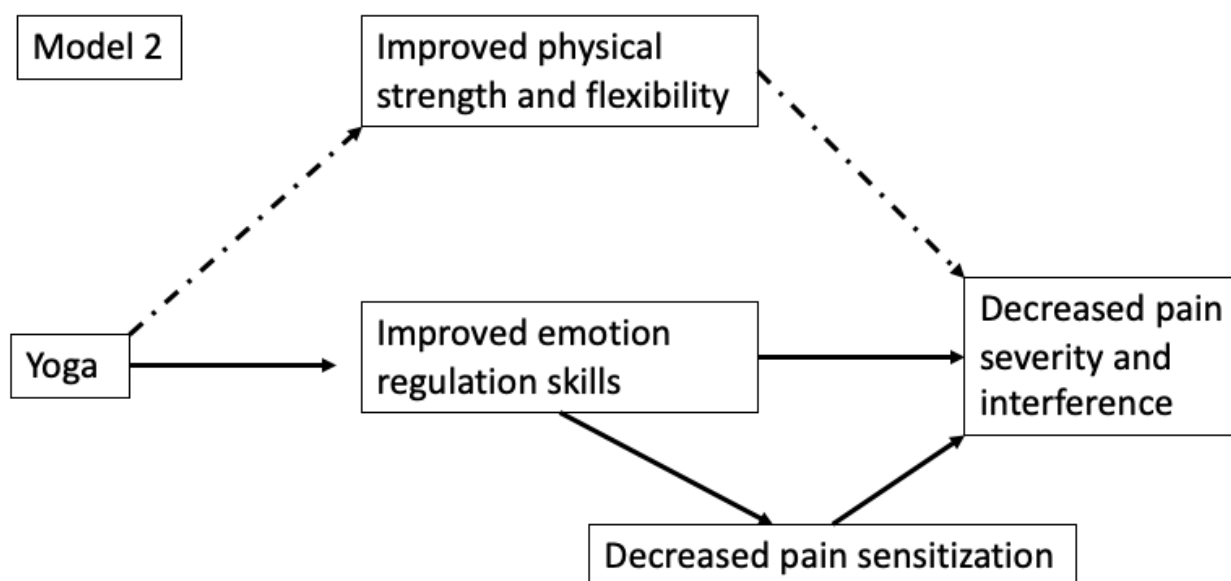 Model 2
Improved physical
strength and flexibility
Yoga
Improved emotion
regulation skills
Decreased pain
severity and
interference
Decreased pain sensitization